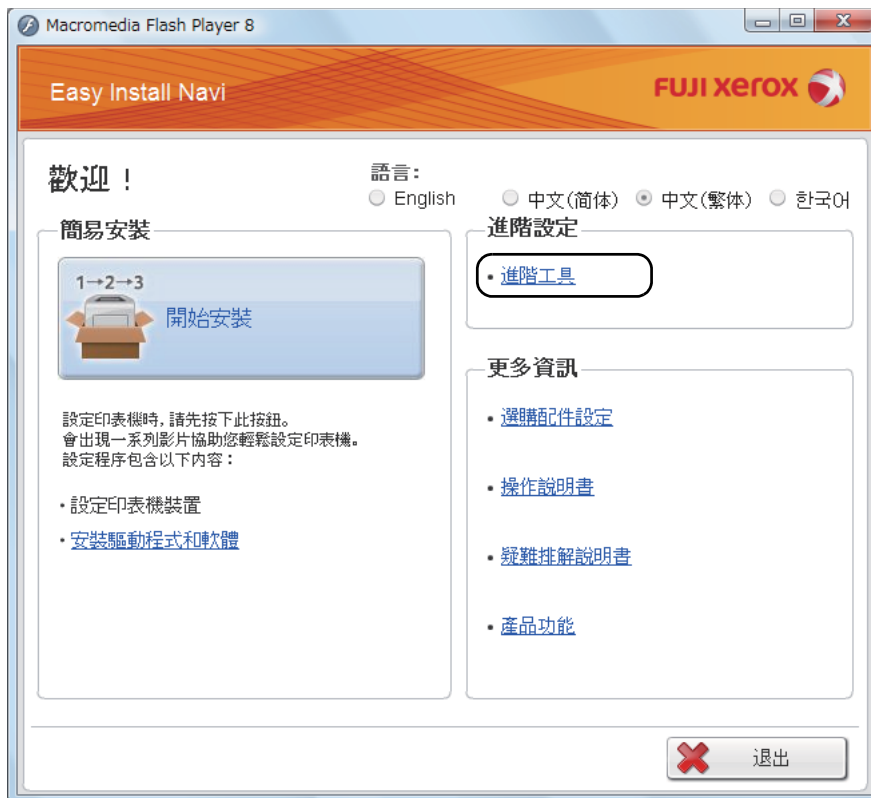 Macromedia Flash Player 8
Easy Install Navi
FUJI xerox
歡迎！
語言:
English
中文(简体)
中文(繁体)
한국어
簡易安裝
1→2→3
開始安裝
設定印表機時,請先按下此按鈕。
會出現一系列影片協助您輕鬆設定印表機。
設定程序包含以下内容：
・設定印表機裝置
・安裝驅動程式和軟體
進階設定
• 進階工具
更多資訊
• 選購配件設定
• 操作說明書
• 疑難排解說明書
• 產品功能
退出